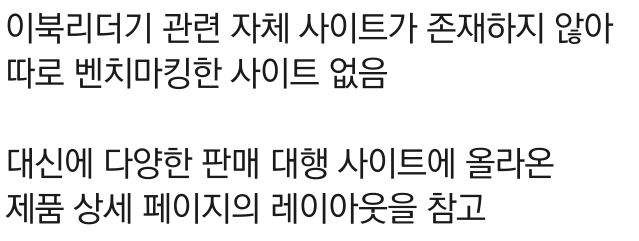 이북리더기 관련 자체 사이트가 존재하지 않아
따로 벤치마킹한 사이트 없음
대신에 다양한 판매 대행 사이트에 올라온
제품 상세 페이지의 레이아웃을 참고